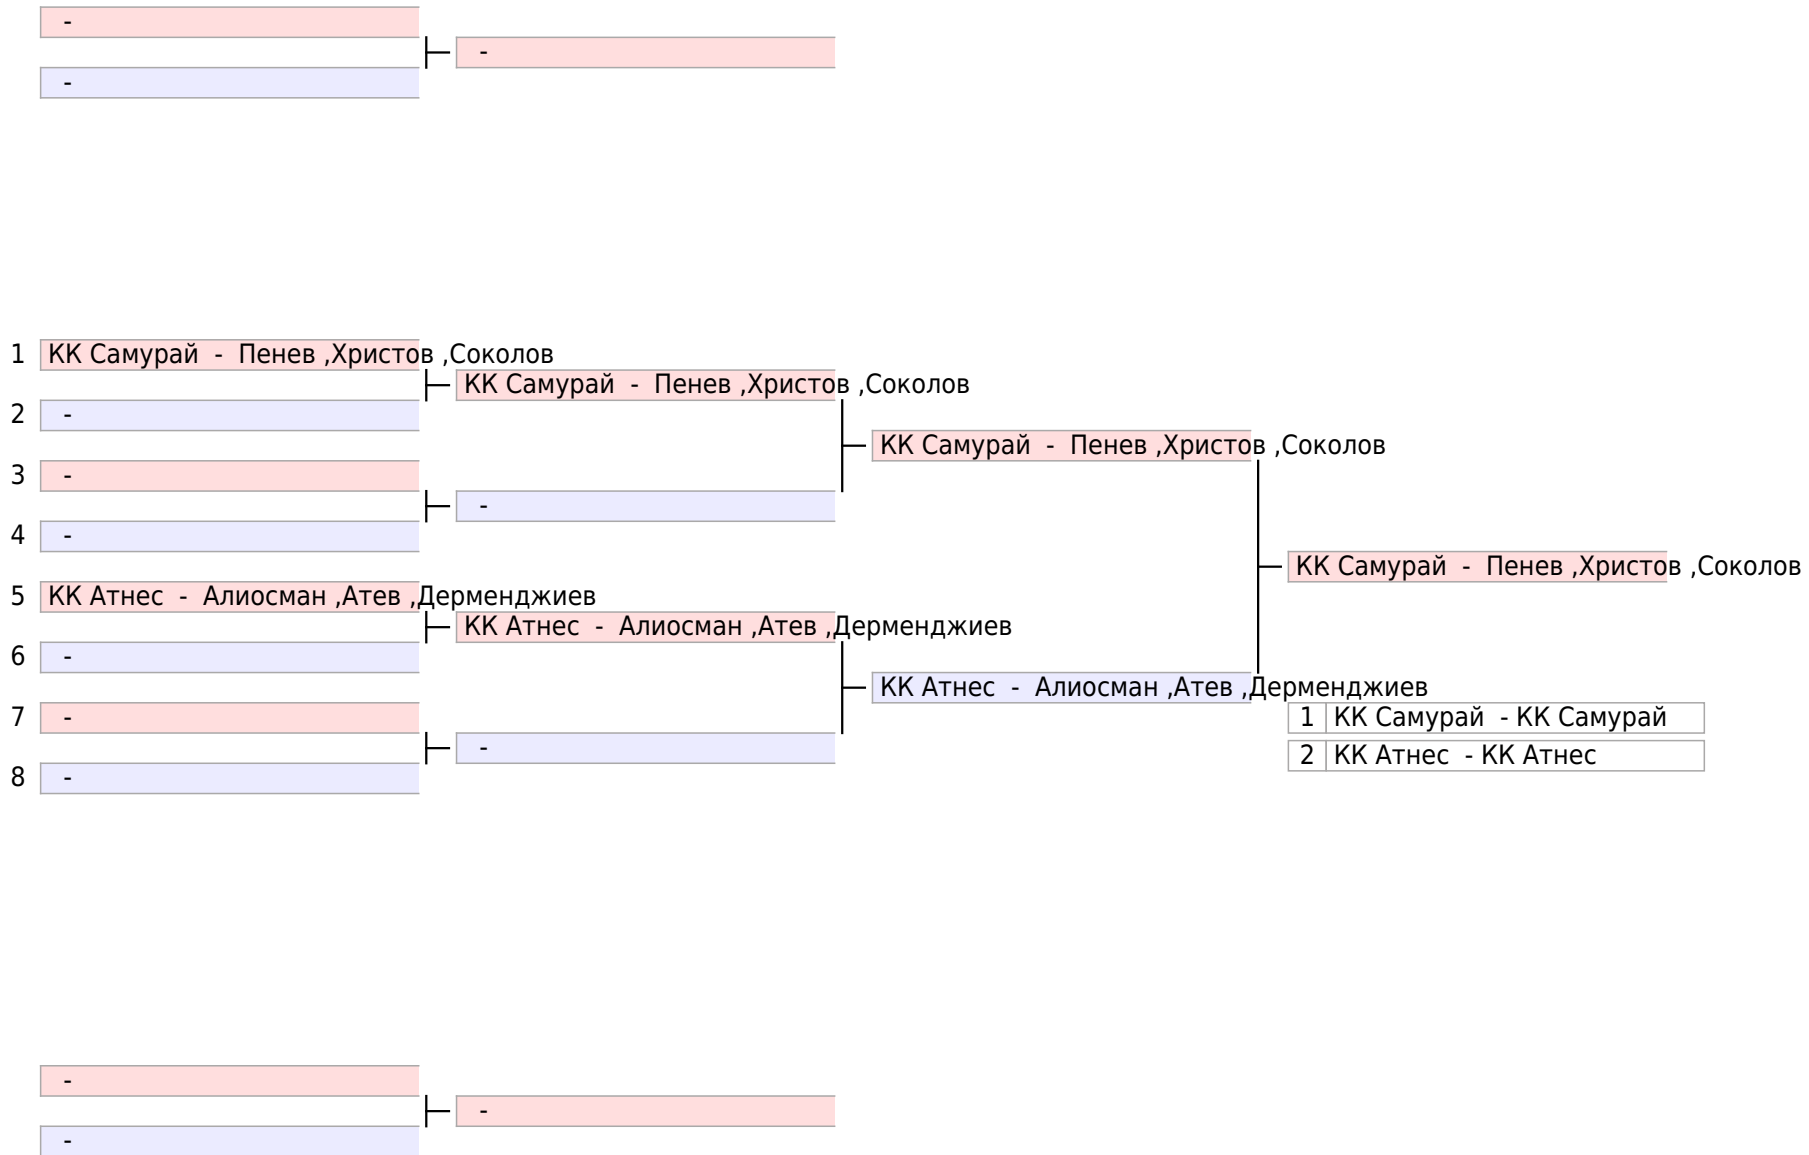 -
-
-
1 КК Самурай - Пенев ,Христов ,Соколов
КК Самурай - Пенев ,Христов ,Соколов
2 -
КК Самурай - Пенев ,Христов ,Соколов
3 -
-
4 -
КК Самурай - Пенев ,Христов ,Соколов
5 КК Атнес - Алиосман ,Атев ,Дерменджиев
КК Атнес - Алиосман ,Атев ,Дерменджиев
6 -
КК Атнес - Алиосман ,Атев ,Дерменджиев
7 -
1 КК Самурай - КК Самурай
-
2 КК Атнес - КК Атнес
8 -
-
-
-